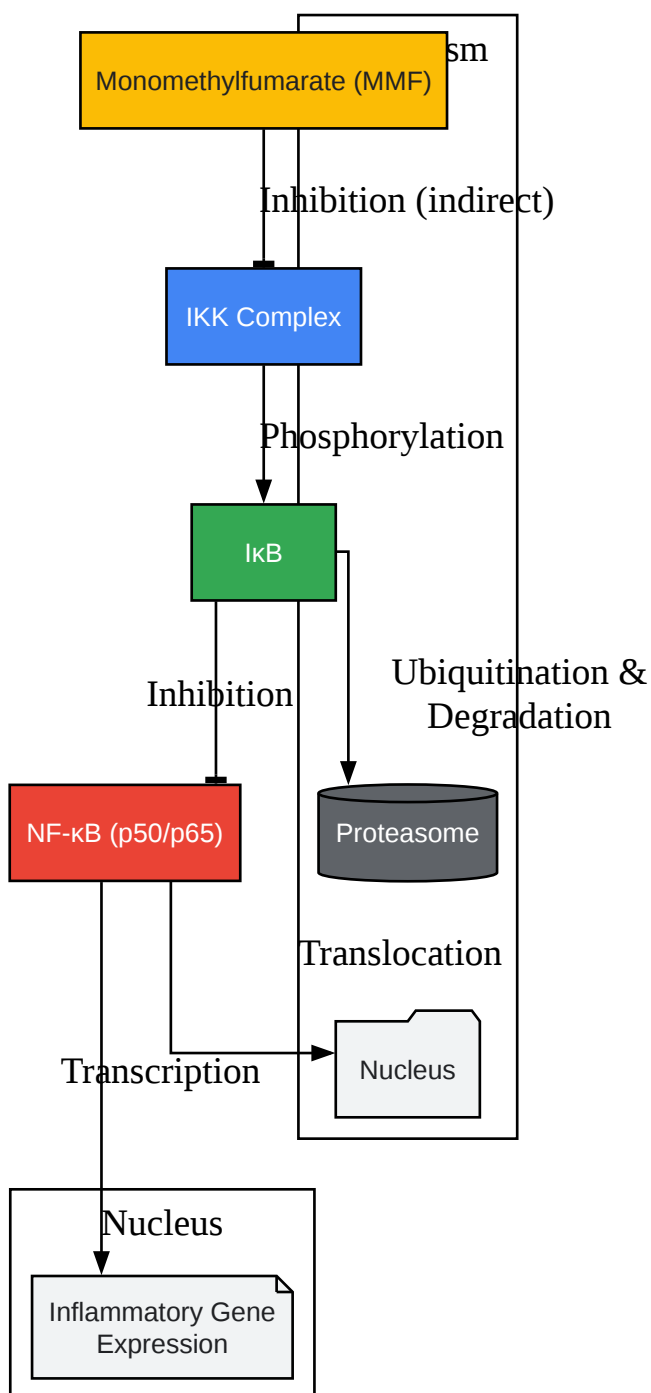 Monomethylfumarate (MMF)
Inhibition (indirect)
IKK Complex
Phosphorylation
IκB
Inhibition
Ubiquitination &
Degradation
NF-κB (p50/p65)
Proteasome
Translocation
Nucleus
Transcription
Nucleus
Inflammatory Gene
Expression